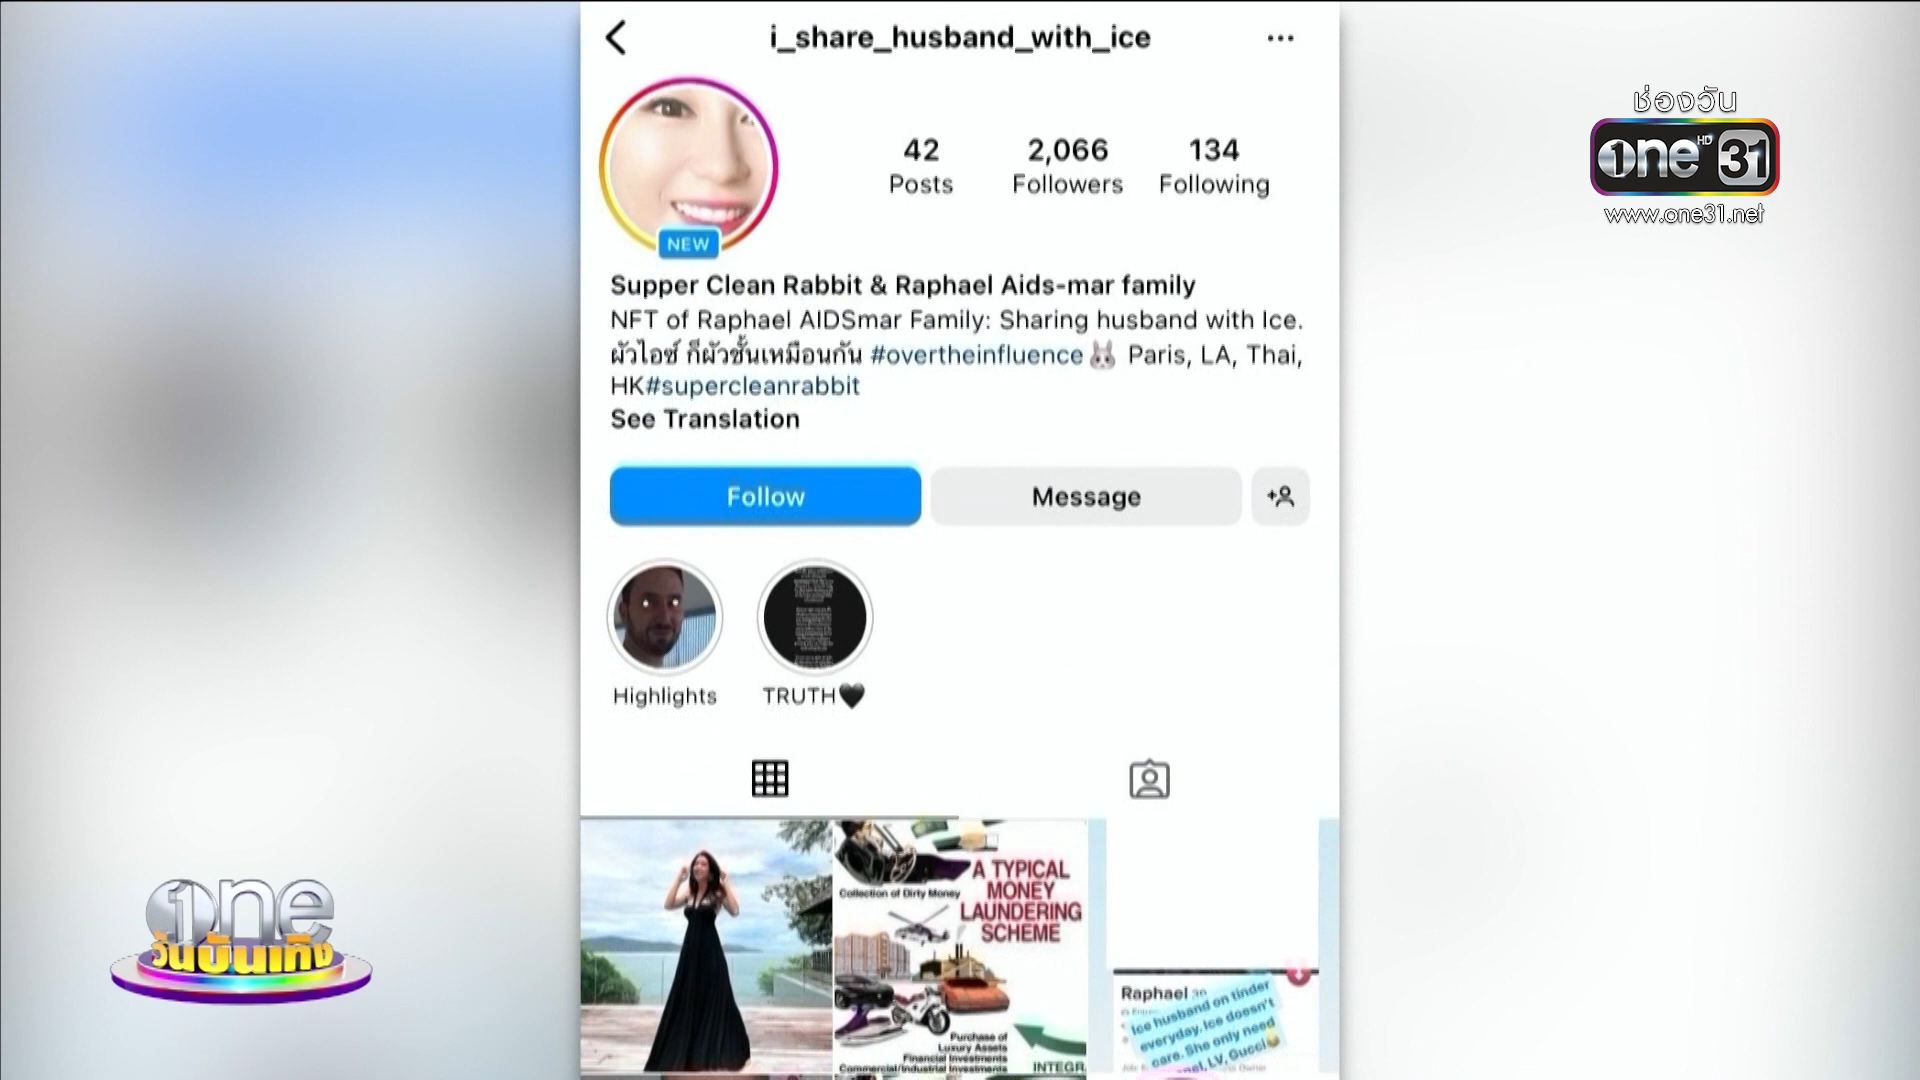 i_share_husband_with_ice
ช่องวัน
one HD 31
www.one31.net
42
2,066
134
Posts
Followers
Following
NEW
Supper Clean Rabbit & Raphael Aids-mar family
NFT of Raphael AIDSmar Family: Sharing husband with Ice.
ผัวไอซ์ ก็ผัวชั้นเหมือนกัน #overtheinfluence🐰 Paris, LA, Thai,
HK#supercleanrabbit
See Translation
Follow
Message
Highlights
TRUTH🖤
A TYPICAL
MONEY
LAUNDERING
SCHEME
Collection of Dirty Money
Purchase of
Luxury Assets
Financial Investments
Commercial/Industrial Investments
INTEGR
Raphael
Ice husband on tinder
everyday. Ice doesn't
care. She only need
nel, LV, Gucci
one
วันบันเทิง